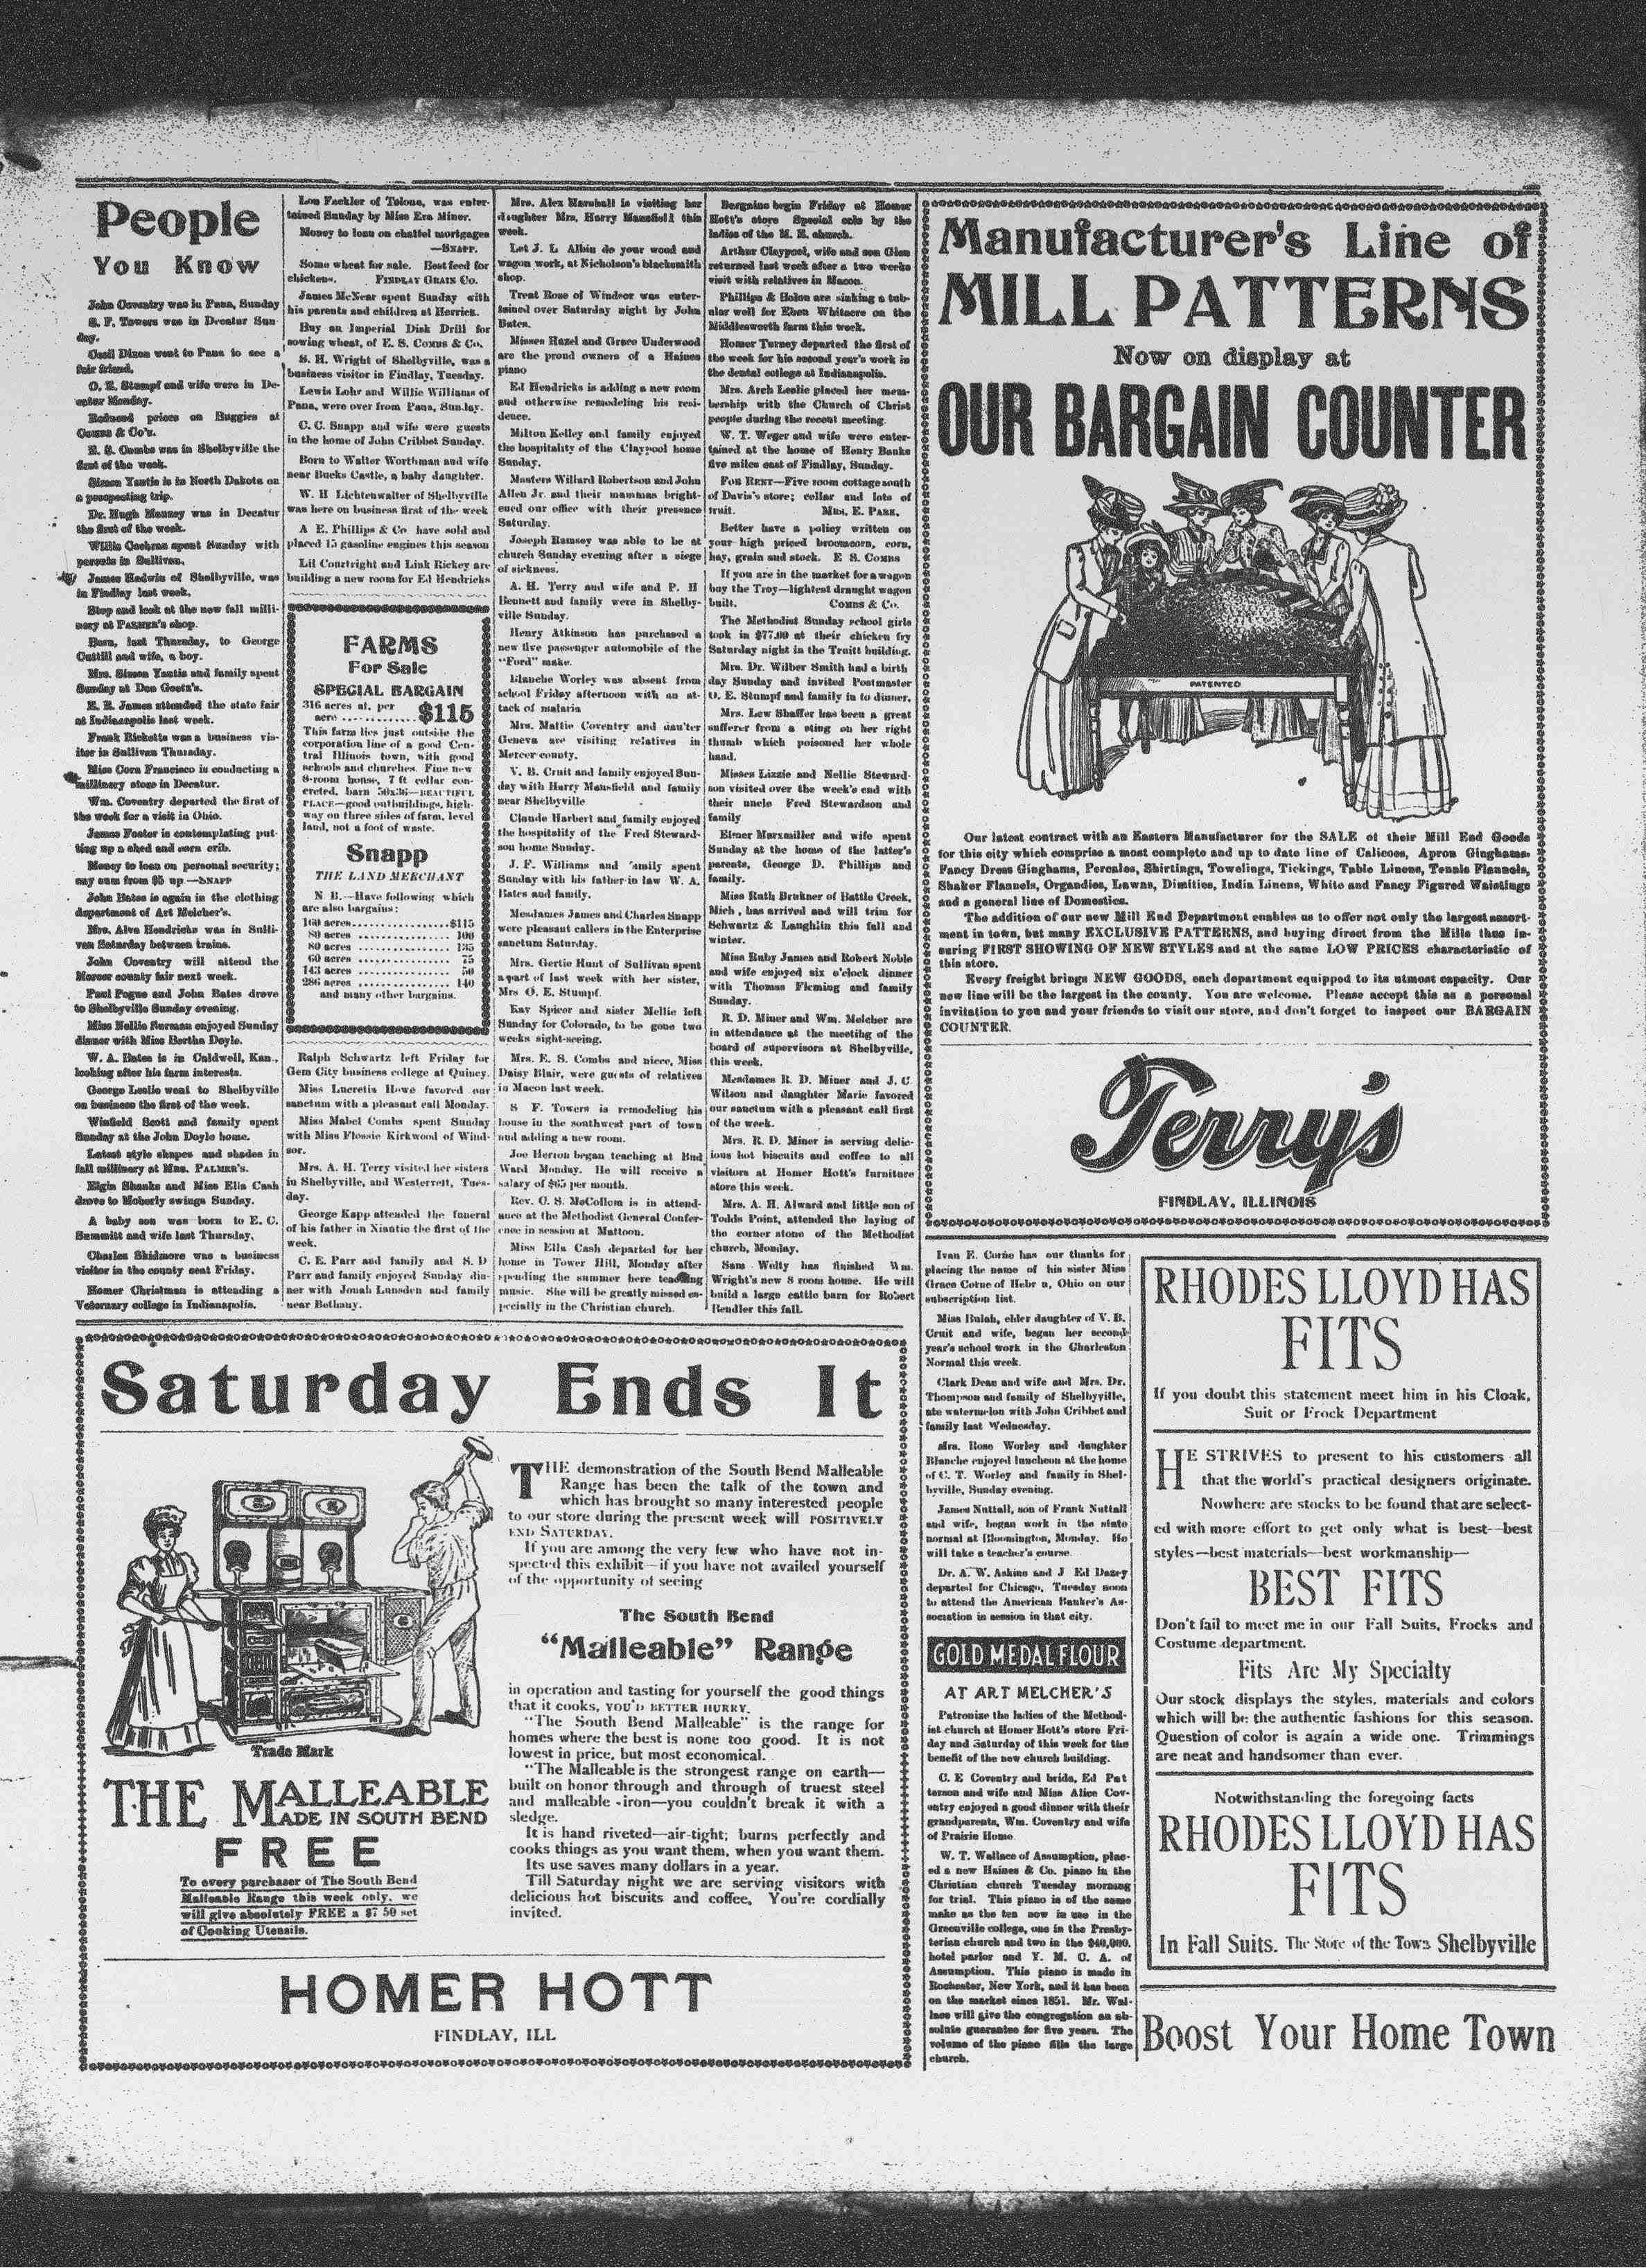 People
You Know
John Coventry was in Pana, Sunday
S. F. Towers was in Decatur Sun-
day.
Cecil Dixon went to Pana to see a
fair friend.
O. E. Stumpf and wife were in De-
catur Monday.
Reduced prices on Buggies at
COMBS & Co's.
E. S. Combs was in Shelbyville the
first of the week.
Simon Yantis is in North Dakota on
a prospecting trip.
Dr. Hugh Mauzey was in Decatur
the first of the week.
Willis Cochran spent Sunday with
parents in Sullivan.
James Hedwin of Shelbyville, was
in Findlay last week.
Stop and look at the new fall milli-
nery at PALMER's shop.
Born, last Thursday, to George
Cuttill and wife, a boy.
Mrs. Simon Yantis and family spent
Sunday at Don Goetz's.
E. E. James attended the state fair
at Indianapolis last week.
Frank Ricketts was a business vis-
itor in Sullivan Thursday.
Miss Cora Francisco is conducting a
millinery store in Decatur.
Wm. Coventry departed the first of
the week for a visit in Ohio.
James Foster is contemplating put-
ting up a shed and corn crib.
Money to loan on personal security;
any sum from $5 up —SNAPP
John Bates is again in the clothing
department of Art Melcher's.
Mrs. Alva Hendricks was in Sulli-
van Saturday between trains.
John Coventry will attend the
Mercer county fair next week.
Paul Pogue and John Bates drove
to Shelbyville Sunday evening.
Miss Nellie Rurman enjoyed Sunday
dinner with Miss Bertha Doyle.
W. A. Bates is in Caldwell, Kan.,
looking after his farm interests.
George Leslie went to Shelbyville
on business the first of the week.
Winfield Scott and family spent
Sunday at the John Doyle home.
Latest style shapes and shades in
fall millinery at MRS. PALMER's.
Elgin Shanks and Miss Ella Cash
drove to Moberly swings Sunday.
A baby son was born to E. C.
Summitt and wife last Thursday.
Charles Skidmore was a business
visitor in the county seat Friday.
Homer Christman is attending a
Veternary college in Indianapolis.
Lon Fackler of Tolono, was enter-
tained Sunday by Miss Era Miner.
Money to loan on chattel mortgages
—SNAPP.
Some wheat for sale. Best feed for
chickens. FINDLAY GRAIN Co.
James McNear spent Sunday with
his parents and children at Herrick.
Buy an Imperial Disk Drill for
sowing wheat, of E. S. COMBS & Co.
S. H. Wright of Shelbyville, was a
business visitor in Findlay, Tuesday.
Lewis Lohr and Willie Williams of
Pana, were over from Pana, Sunday.
C. C. Snapp and wife were guests
in the home of John Cribbet Sunday.
Born to Walter Worthman and wife
near Bucks Castle, a baby daughter.
W. H Lichtenwalter of Shelbyville
was here on business first of the week
A E. Phillips & Co have sold and
placed 15 gasoline engines this season
Lil Courtright and Link Rickey are
building a new room for Ed Hendricks
FARMS
For Sale
SPECIAL BARGAIN
316 acres at, per
acre ............ $115
This farm lies just outside the
corporation line of a good Cen-
tral Illinois town, with good
schools and churches. Fine new
8-room house, 7 ft cellar con-
creted, barn 50x36—BEAUTIFUL
PLACE—good outbuildings, high-
way on three sides of farm, level
land, not a foot of waste.
Snapp
THE LAND MERCHANT
N. B.—Have following which
are also bargains:
160 acres..................$115
80 acres .................. 100
80 acres .................. 135
60 acres .................. 75
143 acres .................. 50
286 acres .................. 140
and many other bargains.
Ralph Schwartz left Friday for
Gem City business college at Quincy.
Miss Lucretia Howe favored our
sanctum with a pleasant call Monday.
Miss Mabel Combs spent Sunday
with Miss Flossie Kirkwood of Wind-
sor.
Mrs. A. H. Terry visited her sisters
in Shelbyville, and Westervelt, Tues-
day.
George Kapp attended the funeral
of his father in Niantic the first of the
week.
C. E. Parr and family and S. D
Parr and family enjoyed Sunday din-
ner with Jonah Lumsden and family
near Bethany.
Mrs. Alex Marshall is visiting her
daughter Mrs. Harry Mansfield this
week.
Let J. L Albin do your wood and
wagon work, at Nicholson's blacksmith
shop.
Trent Rose of Windsor was enter-
tained over Saturday night by John
Bates.
Misses Hazel and Grace Underwood
are the proud owners of a Haines
piano
Ed Hendricks is adding a new room
and otherwise remodeling his resi-
dence.
Milton Kelley and family enjoyed
the hospitality of the Claypool home
Sunday.
Masters Willard Robertson and John
Allen Jr. and their mammas bright-
ened our office with their presence
Saturday.
Joseph Ramsey was able to be at
church Sunday evening after a siege
of sickness.
A. H. Terry and wife and P. H
Bennett and family were in Shelby-
ville Sunday.
Henry Atkinson has purchased a
new five passenger automobile of the
"Ford" make.
Blanche Worley was absent from
school Friday afternoon with an at-
tack of malaria
Mrs. Mattie Coventry and dau'ter
Geneva are visiting relatives in
Mercer county.
V. B. Cruit and family enjoyed Sun-
day with Harry Mansfield and family
near Shelbyville
Claude Harbert and family enjoyed
the hospitality of the Fred Steward-
son home Sunday.
J. F. Williams and family spent
Sunday with his father in law W. A.
Bates and family.
Mesdames James and Charles Snapp
were pleasant callers in the Enterprise
sanctum Saturday.
Mrs. Gertie Hunt of Sullivan spent
apart of last week with her sister,
Mrs O. E. Stumpf.
Kay Spicer and sister Mellie left
Sunday for Colorado, to be gone two
weeks sight-seeing.
Mrs. E. S. Combs and niece, Miss
Daisy Blair, were guests of relatives
in Macon last week.
S F. Towers is remodeling his
house in the southwest part of town
and adding a new room.
Joe Herron began teaching at Bud
Ward Monday. He will receive a
salary of $65 per month.
Rev. C. S. McCollom is in attend-
ance at the Methodist General Confer-
ence in session at Mattoon.
Miss Ella Cash departed for her
home in Tower Hill, Monday after
spending the summer here teaching
music. She will be greatly missed es-
pecially in the Christian church.
Bargains begin Friday at Homer
Hott's store Special sale by the
ladies of the M. E. church.
Arthur Claypool, wife and son Glen
returned last week after a two weeks
visit with relatives in Macon.
Phillips & Bolon are sinking a tub-
ular well for Eben Whitacre on the
Middlesworth farm this week.
Homer Turney departed the first of
the week for his second year's work in
the dental college at Indianapolis.
Mrs. Arch Leslie placed her mem-
bership with the Church of Christ
people during the recent meeting.
W. T. Weger and wife were enter-
tained at the home of Henry Banks
five miles east of Findlay, Sunday.
FOR RENT—Five room cottage south
of Davis's store; cellar and lots of
fruit. MRS. E. PARR.
Better have a policy written on
your high priced broomcorn, corn,
hay, grain and stock. E S. COMBS
If you are in the market for a wagon
buy the Troy—lightest draught wagon
built. COMBS & Co.
The Methodist Sunday school girls
took in $77.00 at their chicken fry
Saturday night in the Truitt building.
Mrs. Dr. Wilber Smith had a birth
day Sunday and invited Postmaster
O. E. Stumpf and family in to dinner.
Mrs. Lew Shaffer has been a great
sufferer from a sting on her right
thumb which poisoned her whole
hand.
Misses Lizzie and Nellie Steward-
son visited over the week's end with
their uncle Fred Stewardson and
family
Elmer Marxmiller and wife spent
Sunday at the home of the latter's
parents, George D. Phillips and
family.
Miss Ruth Brukner of Battle Creek,
Mich , has arrived and will trim for
Schwartz & Laughlin this fall and
winter.
Miss Ruby James and Robert Noble
and wife enjoyed six o'clock dinner
with Thomas Fleming and family
Sunday.
R. D. Miner and Wm. Melcher are
in attendance at the meeting of the
board of supervisors at Shelbyville,
this week.
Mesdames R. D. Miner and J. C
Wilson and daughter Marie favored
our sanctum with a pleasant call first
of the week.
Mrs. R. D. Miner is serving delic-
ious hot biscuits and coffee to all
visitors at Homer Hott's furniture
store this week.
Mrs. A. H. Alward and little son of
Todds Point, attended the laying of
the corner stone of the Methodist
church, Monday.
Sam Welty has finished Wm.
Wright's new 8 room house. He will
build a large cattle barn for Robert
Rendler this fall.
Manufacturer's Line of
MILL PATTERNS
Now on display at
OUR BARGAIN COUNTER
PATENTED
Our latest contract with an Eastern Manufacturer for the SALE of their Mill End Goods
for this city which comprise a most complete and up to date line of Calicoes, Apron Ginghams
Fancy Dress Ginghams, Percales, Shirtings, Towelings, Tickings, Table Linens, Tennis Flannels,
Shaker Flannels, Organdies, Lawns, Dimities, India Linens, White and Fancy Figured Waistings
and a general line of Domestics.
The addition of our new Mill End Department enables us to offer not only the largest assort-
ment in town, but many EXCLUSIVE PATTERNS, and buying direct from the Mills thus in-
suring FIRST SHOWING OF NEW STYLES and at the same LOW PRICES characteristic of
this store.
Every freight brings NEW GOODS, each department equipped to its utmost capacity. Our
new line will be the largest in the county. You are welcome. Please accept this as a personal
invitation to you and your friends to visit our store, and don't forget to inspect our BARGAIN
COUNTER.
Terry's
FINDLAY, ILLINOIS
Saturday Ends It
THE demonstration of the South Bend Malleable
Range has been the talk of the town and
which has brought so many interested people
to our store during the present week will POSITIVELY
END SATURDAY.
If you are among the very few who have not in-
spected this exhibit—if you have not availed yourself
of the opportunity of seeing
The South Bend
"Malleable" Range
in operation and tasting for yourself the good things
that it cooks, YOU'D BETTER HURRY.
"The South Bend Malleable" is the range for
homes where the best is none too good. It is not
lowest in price, but most economical.
"The Malleable is the strongest range on earth—
built on honor through and through of truest steel
and malleable iron—you couldn't break it with a
sledge.
It is hand riveted—air-tight; burns perfectly and
cooks things as you want them, when you want them.
Its use saves many dollars in a year.
Till Saturday night we are serving visitors with
delicious hot biscuits and coffee, You're cordially
invited.
Trade Mark
THE MALLEABLE
MADE IN SOUTH BEND
FREE
To every purchaser of The South Bend
Malleable Range this week only, we
will give absolutely FREE a $7 50 set
of Cooking Utensils.
HOMER HOTT
FINDLAY, ILL
Ivan E. Corne has our thanks for
placing the name of his sister Miss
Grace Corne of Hebr n, Ohio on our
subscription list.
Miss Bulah, elder daughter of V. B.
Cruit and wife, began her second
year's school work in the Charleston
Normal this week.
Clark Dean and wife and Mrs. Dr.
Thompson and family of Shelbyville,
ate watermelon with John Cribbet and
family last Wednesday.
Mrs. Rose Worley and daughter
Blanche enjoyed luncheon at the home
of C. T. Worley and family in Shel-
byville, Sunday evening.
James Nuttall, son of Frank Nuttall
and wife, began work in the state
normal at Bloomington, Monday. He
will take a teacher's course.
Dr. A. W. Askins and J Ed Dazey
departed for Chicago, Tuesday noon
to attend the American Banker's As-
sociation in session in that city.
GOLD MEDAL FLOUR
AT ART MELCHER'S
Patronize the ladies of the Method-
ist church at Homer Hott's store Fri-
day and Saturday of this week for the
benefit of the new church building.
C. E Coventry and bride, Ed Pat
terson and wife and Miss Alice Cov-
entry enjoyed a good dinner with their
grandparents, Wm. Coventry and wife
of Prairie Home
W. T. Wallace of Assumption, plac-
ed a new Haines & Co. piano in the
Christian church Tuesday morning
for trial. This piano is of the same
make as the ten now in use in the
Greenville college, one in the Presby-
terian church and two in the $40,000.
hotel parlor and Y. M. C. A. of
Assumption. This piano is made in
Rochester, New York, and it has been
on the market since 1851. Mr. Wal-
lace will give the congregation an ab-
solute guarantee for five years. The
volume of the piano fills the large
church.
RHODES LLOYD HAS
FITS
If you doubt this statement meet him in his Cloak,
Suit or Frock Department
HE STRIVES to present to his customers all
that the world's practical designers originate.
Nowhere are stocks to be found that are select-
ed with more effort to get only what is best--best
styles—best materials—best workmanship—
BEST FITS
Don't fail to meet me in our Fall Suits, Frocks and
Costume department.
Fits Are My Specialty
Our stock displays the styles, materials and colors
which will be the authentic fashions for this season.
Question of color is again a wide one. Trimmings
are neat and handsomer than ever.
Notwithstanding the foregoing facts
RHODES LLOYD HAS
FITS
In Fall Suits. The Store of the Town Shelbyville
Boost Your Home Town